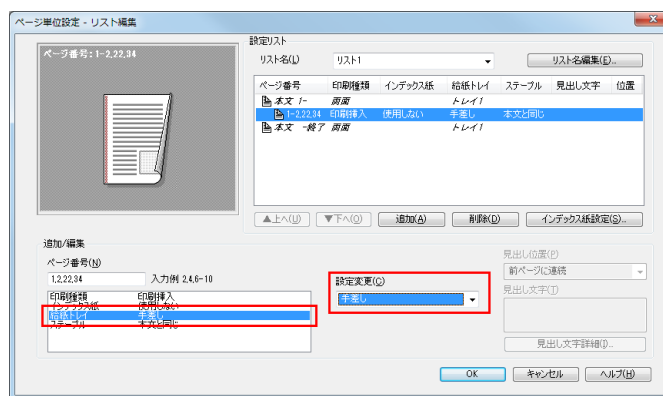 ページ単位設定 - リスト編集
ページ番号:1-2,22,34
設定リスト
リスト名(L) リスト1 リスト名編集(E)...
ページ番号 印刷種類 インデックス紙 給紙トレイ ステープル 見出し文字 位置
本文 1- 両面 トレイ1
1-2,22,34 印刷挿入 使用しない 手差し 本文と同じ
本文 -終了 両面 トレイ1
▲上へ(U) ▼下へ(O) 追加(A) 削除(D) インデックス紙設定(S)...
追加/編集
ページ番号(N)
1,2,22,34 入力例 2,4,6-10
印刷種類 印刷挿入
インデックス紙 使用しない
給紙トレイ 手差し
ステープル 本文と同じ
設定変更(C)
手差し
見出し位置(P)
前ページに連続
見出し文字(T)
見出し文字詳細(I)...
OK キャンセル ヘルプ(H)